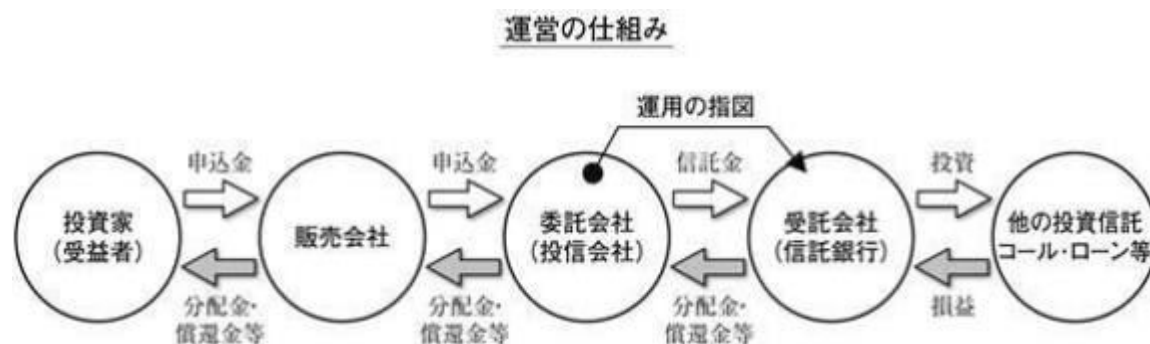 運営の仕組み
運用の指図
申込金
申込金
信託金
投資
投資家
(受益者)
販売会社
委託会社
(投信会社)
受託会社
(信託銀行)
他の投資信託
コール・ローン等
分配金・
償還金等
分配金・
償還金等
分配金・
償還金等
損益